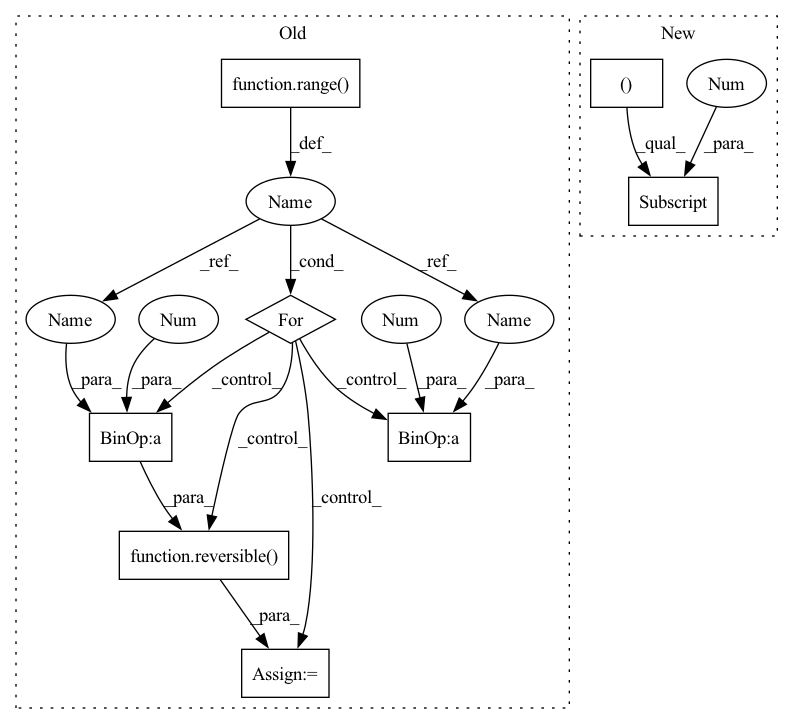 Old
New
function.range()
()
Num
_def_
_qual_
_para_
Name
Subscript
_ref_
_cond_
_ref_
Name
Num
For
Num
Name
_para_
_para_
_control_
_control_
_para_
_para_
BinOp:a
_control_
BinOp:a
_para_
_control_
function.reversible()
_para_
Assign:=